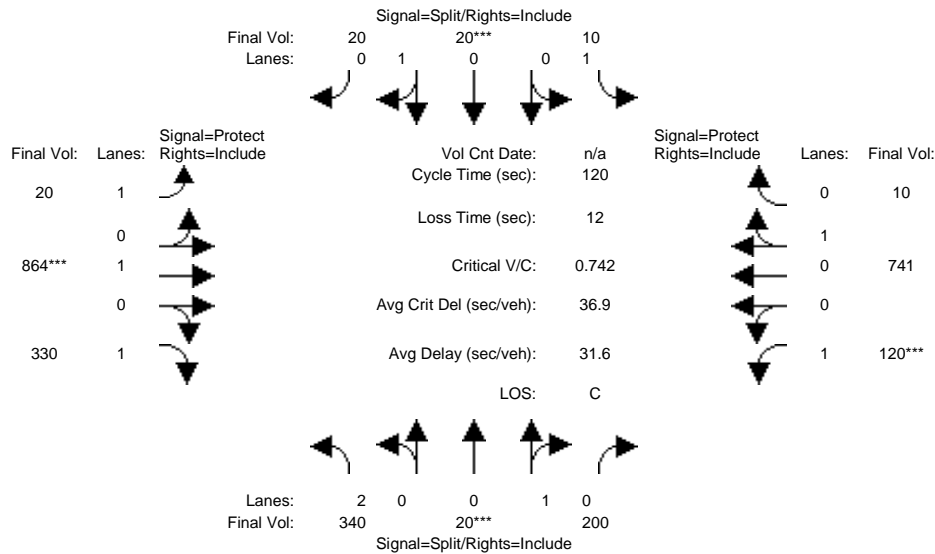 Signal=Split/Rights=Include
Final Vol: 20 20*** 10
Lanes: 0 1 0 0 1
Signal=Protect Signal=Protect
Final Vol: Lanes: Rights=Include Vol Cnt Date: n/a Rights=Include Lanes: Final Vol:
Cycle Time (sec): 120
20 1 0 10
Loss Time (sec): 12
0 1
864*** 1 Critical V/C: 0.742 0 741
0 Avg Crit Del (sec/veh): 36.9 0
330 1 Avg Delay (sec/veh): 31.6 1 120***
LOS: C
Lanes: 2 0 0 1 0
Final Vol: 340 20*** 200
Signal=Split/Rights=Include